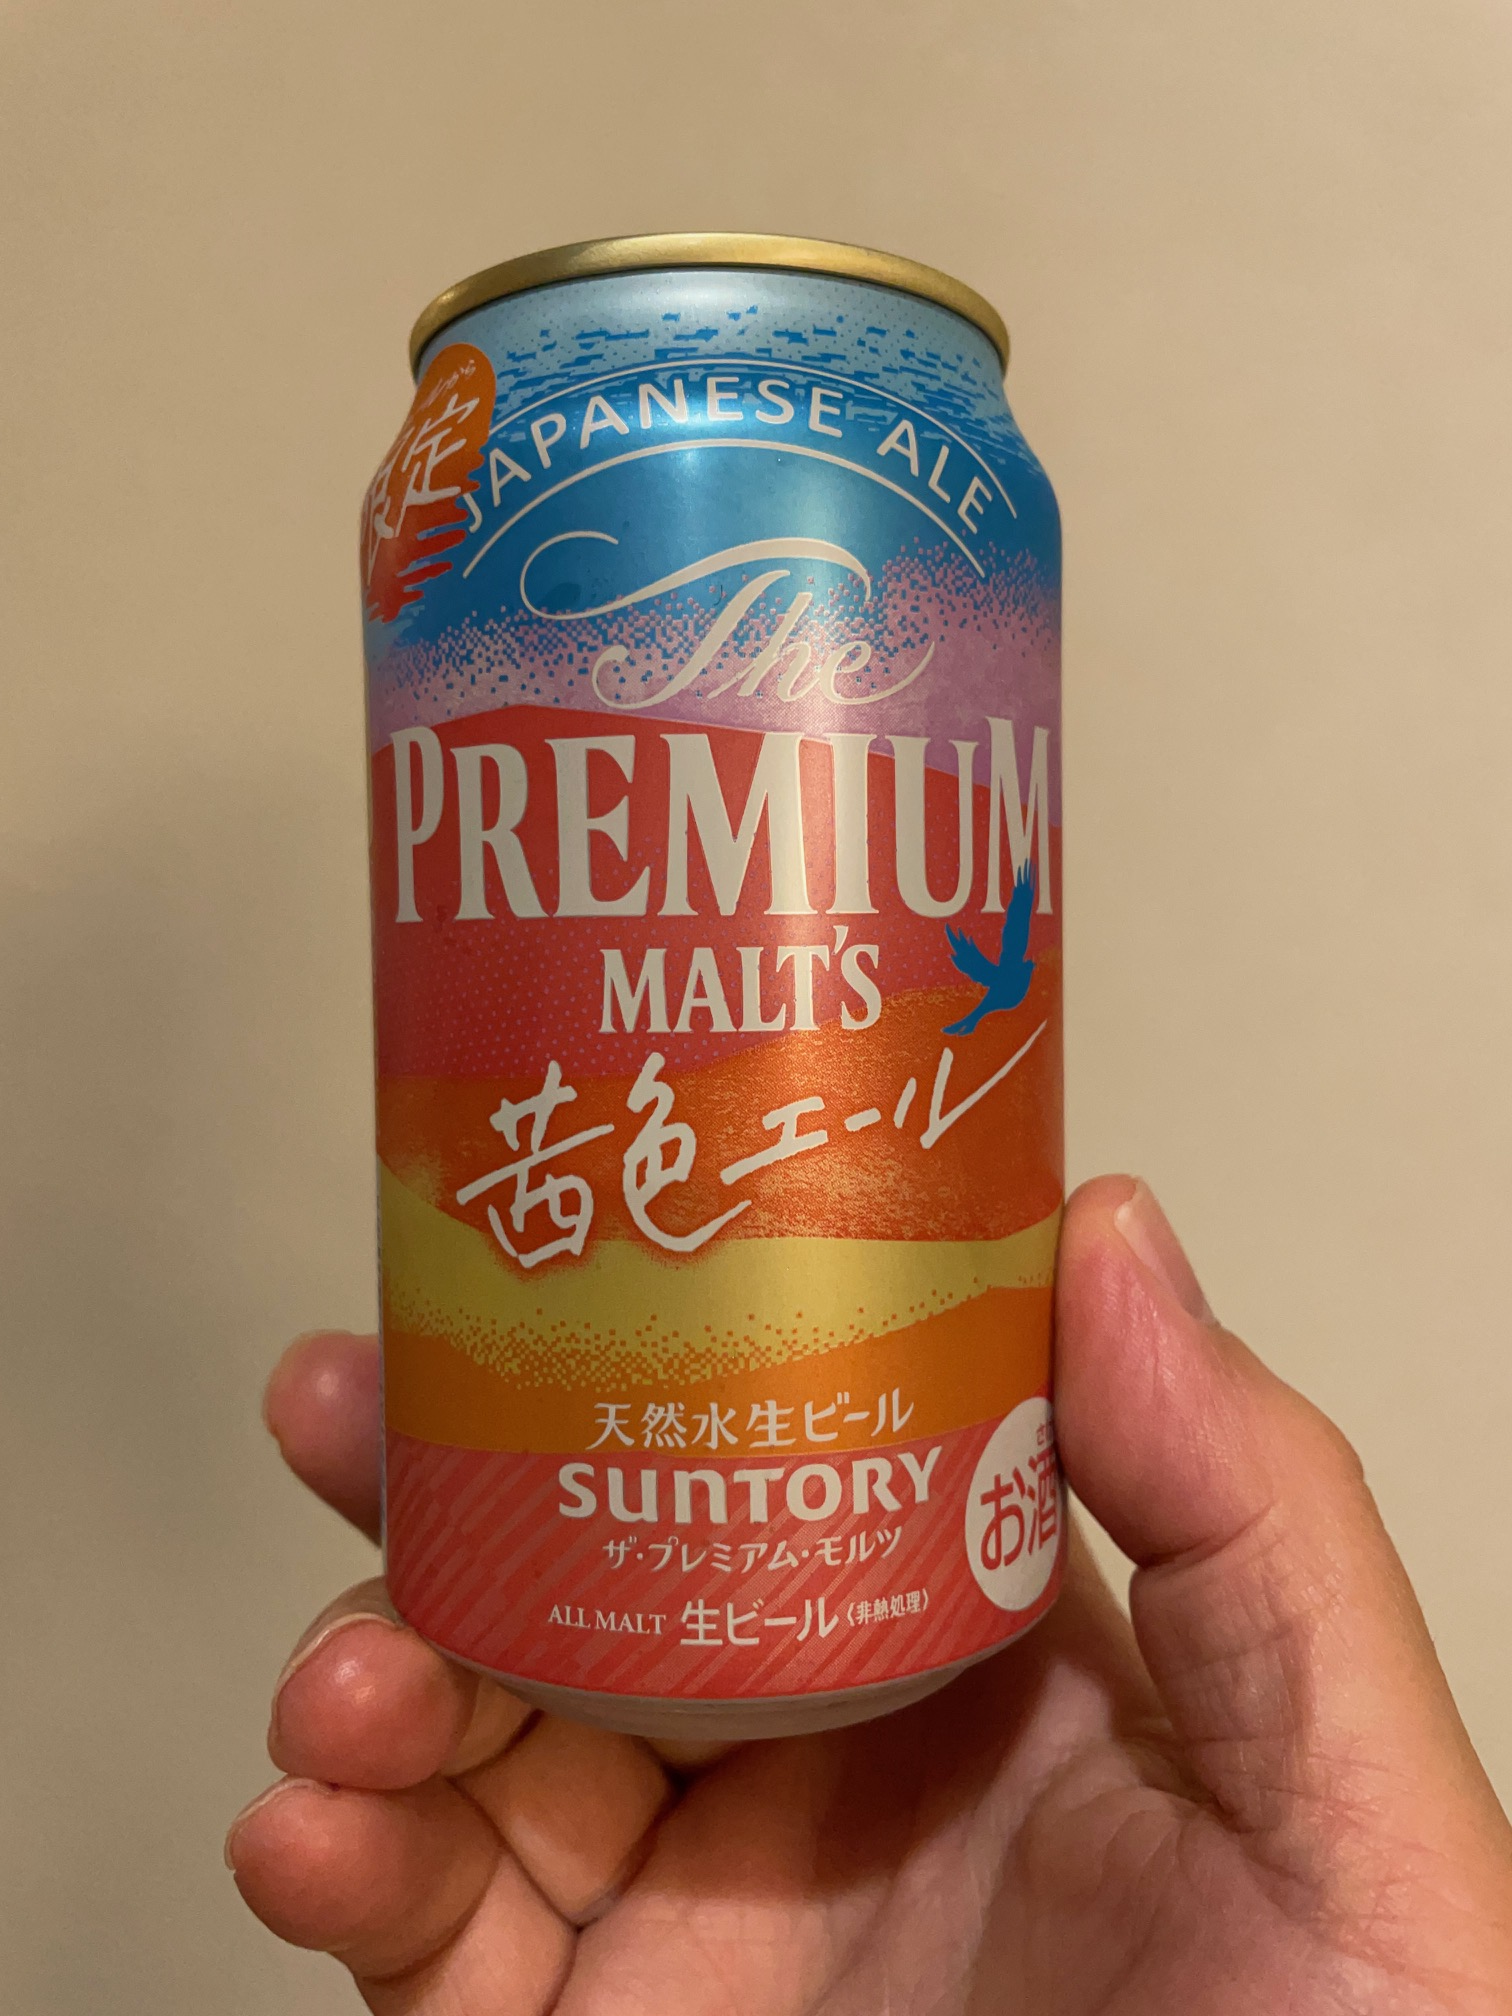 限定
JAPANESE ALE
The
PREMIUM
MALT'S
茜色エール
天然水生ビール
SUNTORY
ザ・プレミアム・モルツ
お酒
ALL MALT 生ビール〈非熱処理〉